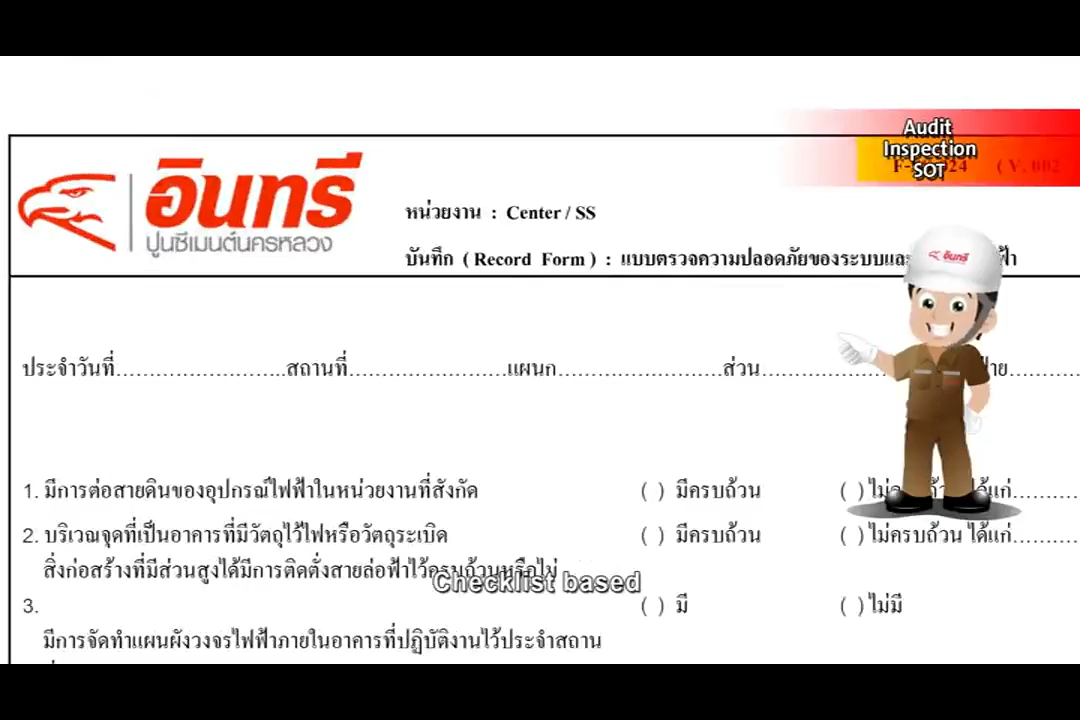 Audit
Inspection
SOT
อินทรี
ปูนซีเมนต์นครหลวง
หน่วยงาน : Center / SS
บันทึก ( Record Form ) : แบบตรวจความปลอดภัยของระบบและ
อินทรี
ประจำวันที่......................สถานที่......................แผนก......................ส่วน......................
1. มีการต่อสายดินของอุปกรณ์ไฟฟ้าในหน่วยงานที่สังกัด ( ) มีครบถ้วน ( )
2. บริเวณจุดที่เป็นอาคารที่มีวัตถุไว้ไฟหรือวัตถุระเบิด ( ) มีครบถ้วน ( ) ไม่ครบถ้วน ได้แก่..........
สิ่งก่อสร้างที่มีส่วนสูงได้มีการติดตั้งสายล่อฟ้าไว้ครบถ้วนหรือไม่
Checklist based
3. ( ) มี ( ) ไม่มี
มีการจัดทำแผนผังวงจรไฟฟ้าภายในอาคารที่ปฏิบัติงานไว้ประจำสถาน